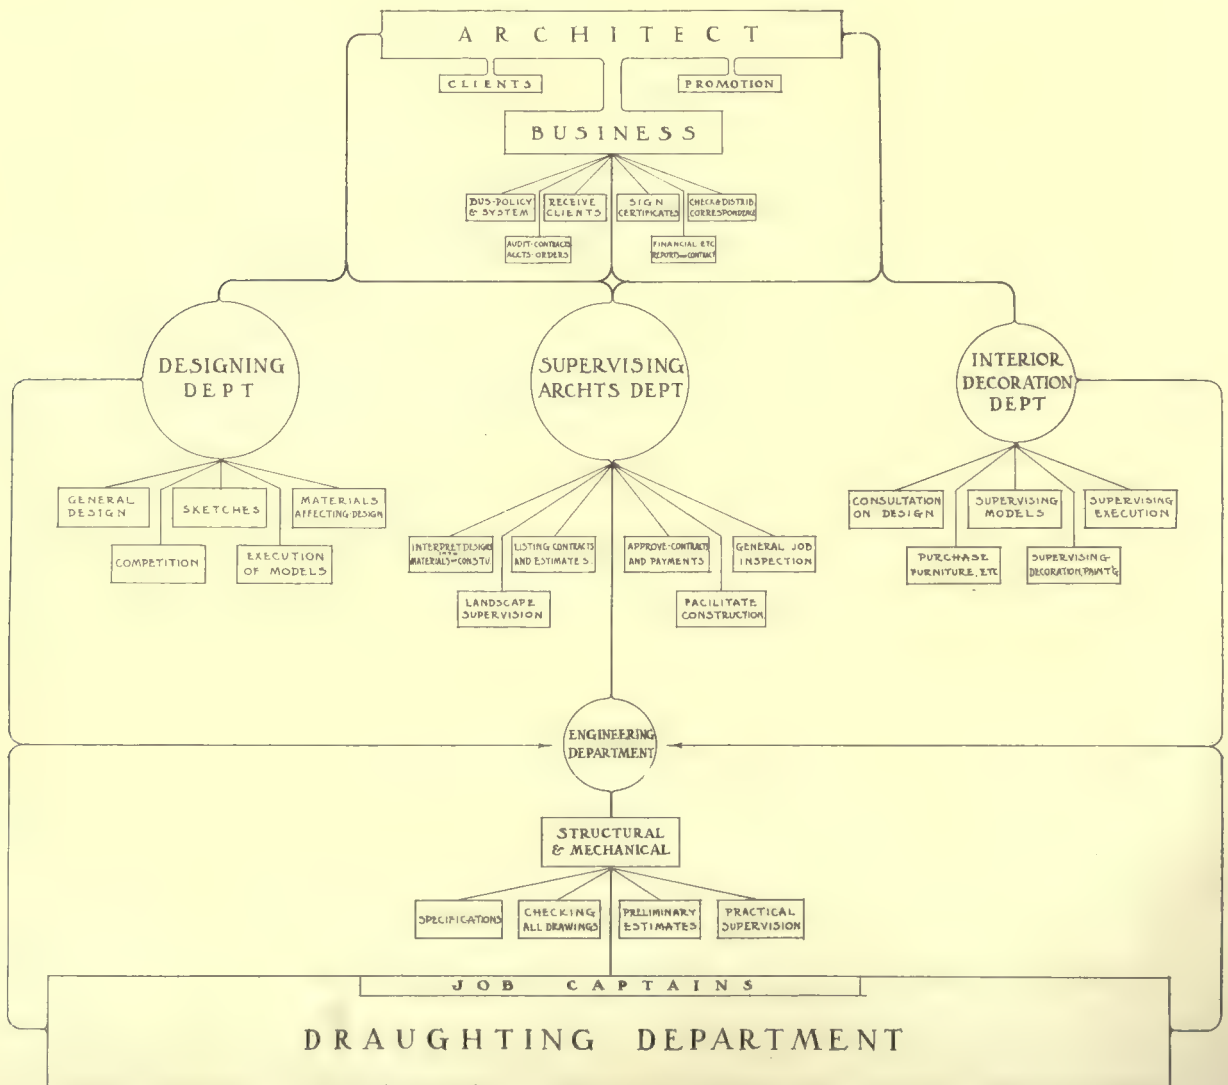 ARCHITECT
CLIENTS
PROMOTION
BUSINESS
BUS-POLICY
& SYSTEM
RECEIVE
CLIENTS
SIGN
CERTIFICATES
CHECK & DISTRIB.
CORRESPONDENCE
AUDIT-CONTRACTS
ACCTS-ORDERS
FINANCIAL ETC
REPORTS ON CONTRACT
DESIGNING
DEPT
SUPERVISING
ARCHTS DEPT
INTERIOR
DECORATION
DEPT
GENERAL
DESIGN
SKETCHES
MATERIALS
AFFECTING-DESIGN
COMPETITION
EXECUTION
OF MODELS
INTERPRET DESIGNS
INTO
MATERIALS AND CONSTU
LISTING CONTRACTS
AND ESTIMATES
APPROVE-CONTRACTS
AND PAYMENTS
GENERAL JOB
INSPECTION
LANDSCAPE
SUPERVISION
FACILITATE
CONSTRUCTION
CONSULTATION
ON DESIGN
SUPERVISING
MODELS
SUPERVISING
EXECUTION
PURCHASE
FURNITURE, ETC
SUPERVISING
DECORATION, PAINT'G
ENGINEERING
DEPARTMENT
STRUCTURAL
& MECHANICAL
SPECIFICATIONS
CHECKING
ALL DRAWINGS
PRELIMINARY
ESTIMATES
PRACTICAL
SUPERVISION
JOB CAPTAINS
DRAUGHTING DEPARTMENT